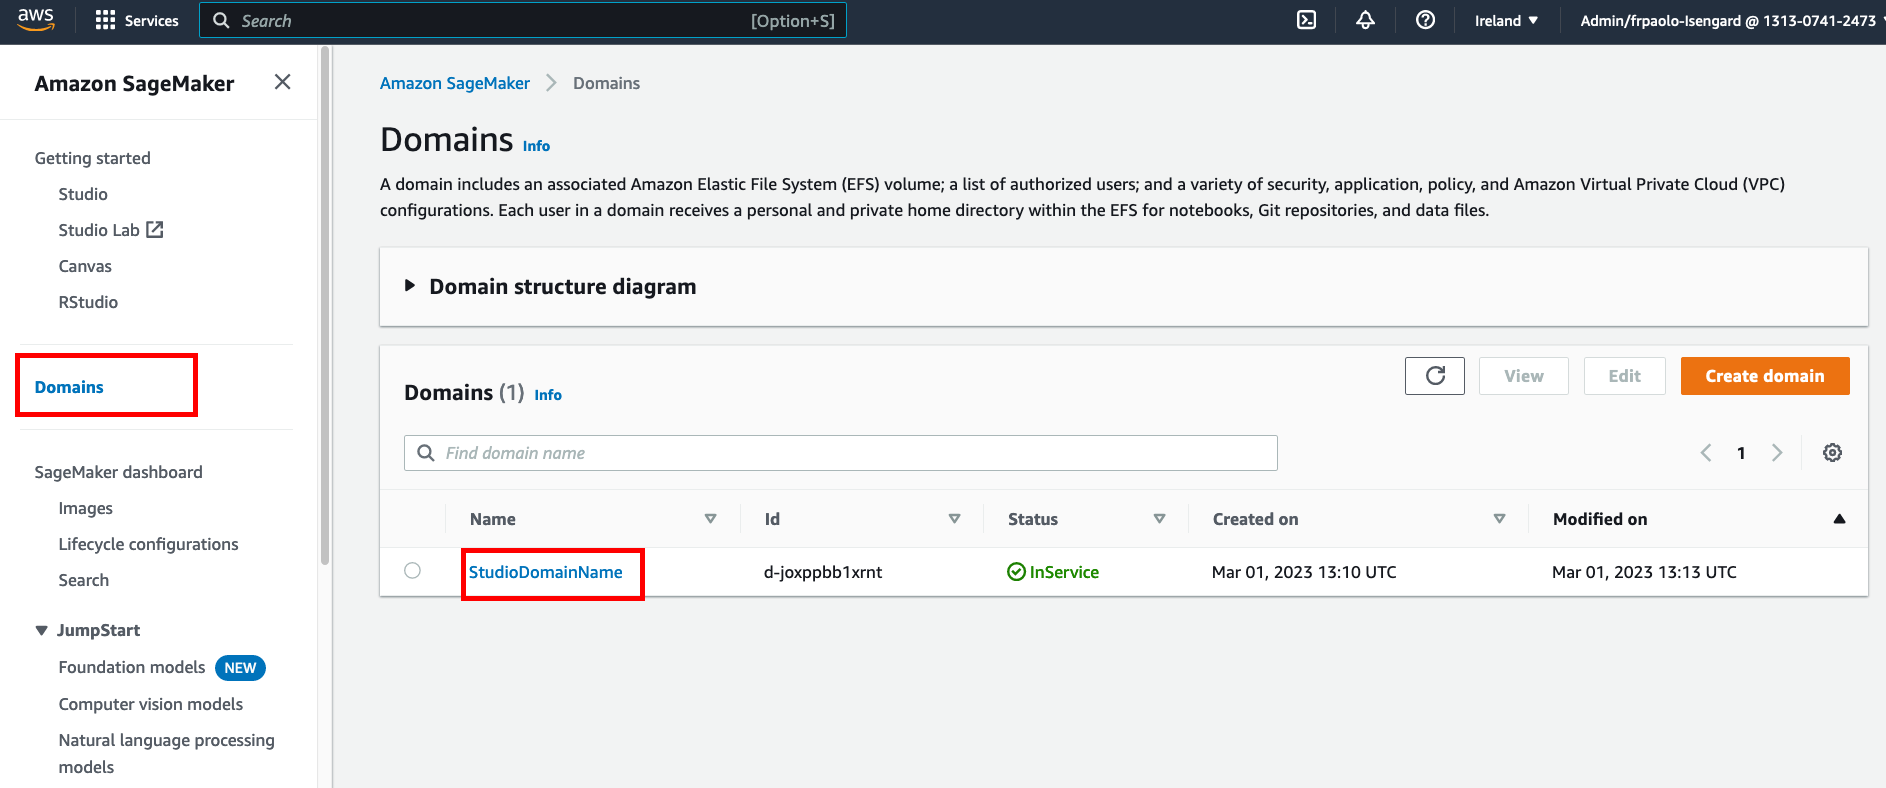 aws
Services
Search
[Option+S]
Ireland
Admin/frpaolo-Isengard @ 1313-0741-2473
Amazon SageMaker
Getting started
Studio
Studio Lab
Canvas
RStudio
Domains
SageMaker dashboard
Images
Lifecycle configurations
Search
JumpStart
Foundation models NEW
Computer vision models
Natural language processing
models
Amazon SageMaker > Domains
Domains Info
A domain includes an associated Amazon Elastic File System (EFS) volume; a list of authorized users; and a variety of security, application, policy, and Amazon Virtual Private Cloud (VPC)
configurations. Each user in a domain receives a personal and private home directory within the EFS for notebooks, Git repositories, and data files.
Domain structure diagram
Domains (1) Info
View
Edit
Create domain
Find domain name
1
Name Id Status Created on Modified on
StudioDomainName d-joxppbb1xrnt InService Mar 01, 2023 13:10 UTC Mar 01, 2023 13:13 UTC